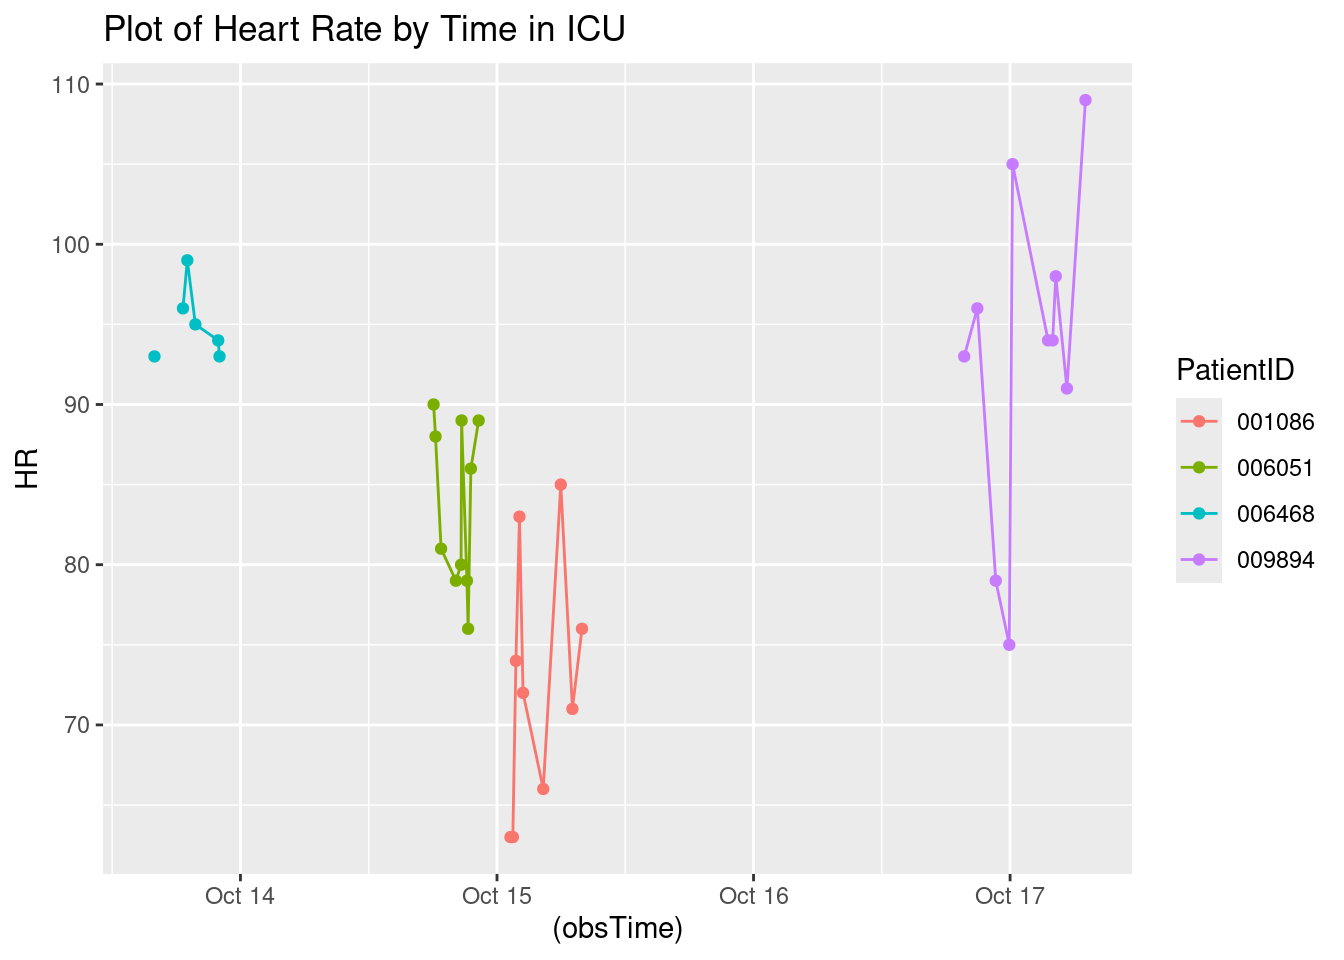 Plot of Heart Rate by Time in ICU
110
100
90
80
70
HR
Oct 14
Oct 15
Oct 16
Oct 17
(obsTime)
PatientID
001086
006051
006468
009894